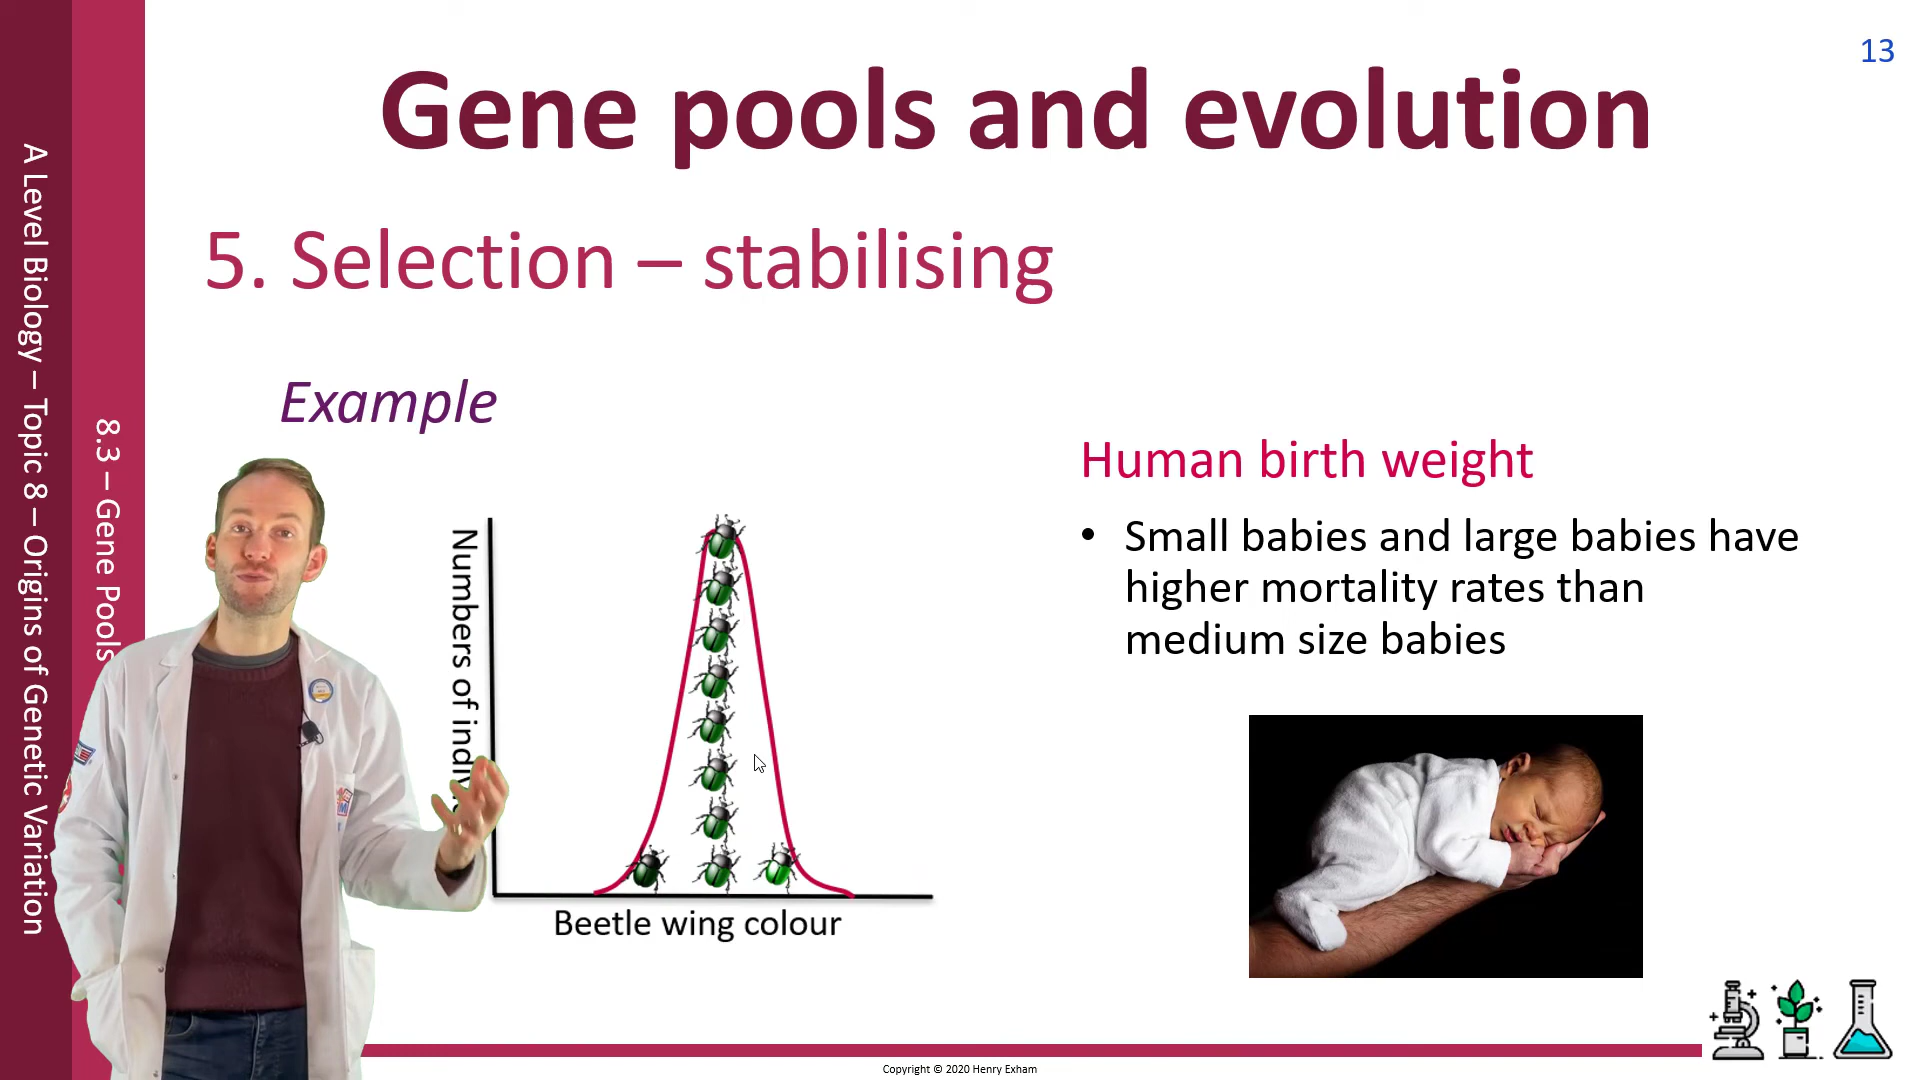 13
Gene pools and evolution
5. Selection – stabilising
Example
Human birth weight
• Small babies and large babies have
higher mortality rates than
medium size babies
Numbers of
Beetle wing colour
A Level Biology – Topic 8 – Origins of Genetic Variation
8.3 – Gene Pools
Copyright © 2020 Henry Exham